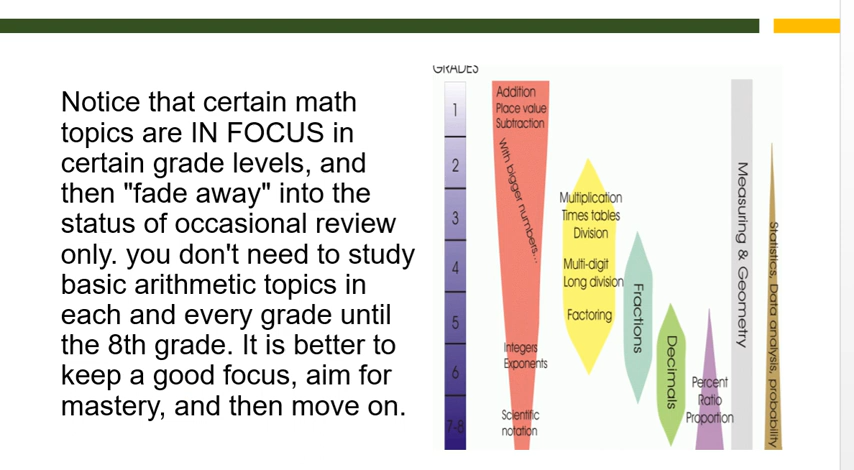 Notice that certain math
topics are IN FOCUS in
certain grade levels, and
then "fade away" into the
status of occasional review
only. you don't need to study
basic arithmetic topics in
each and every grade until
the 8th grade. It is better to
keep a good focus, aim for
mastery, and then move on.
GRADES
1
2
3
4
5
6
7-8
Addition
Place value
Subtraction
With bigger numbers...
Integers
Exponents
Scientific
notation
Multiplication
Times tables
Division
Multi-digit
Long division
Factoring
Fractions
Decimals
Percent
Ratio
Proportion
Measuring & Geometry
Statistics, Data analysis, probability